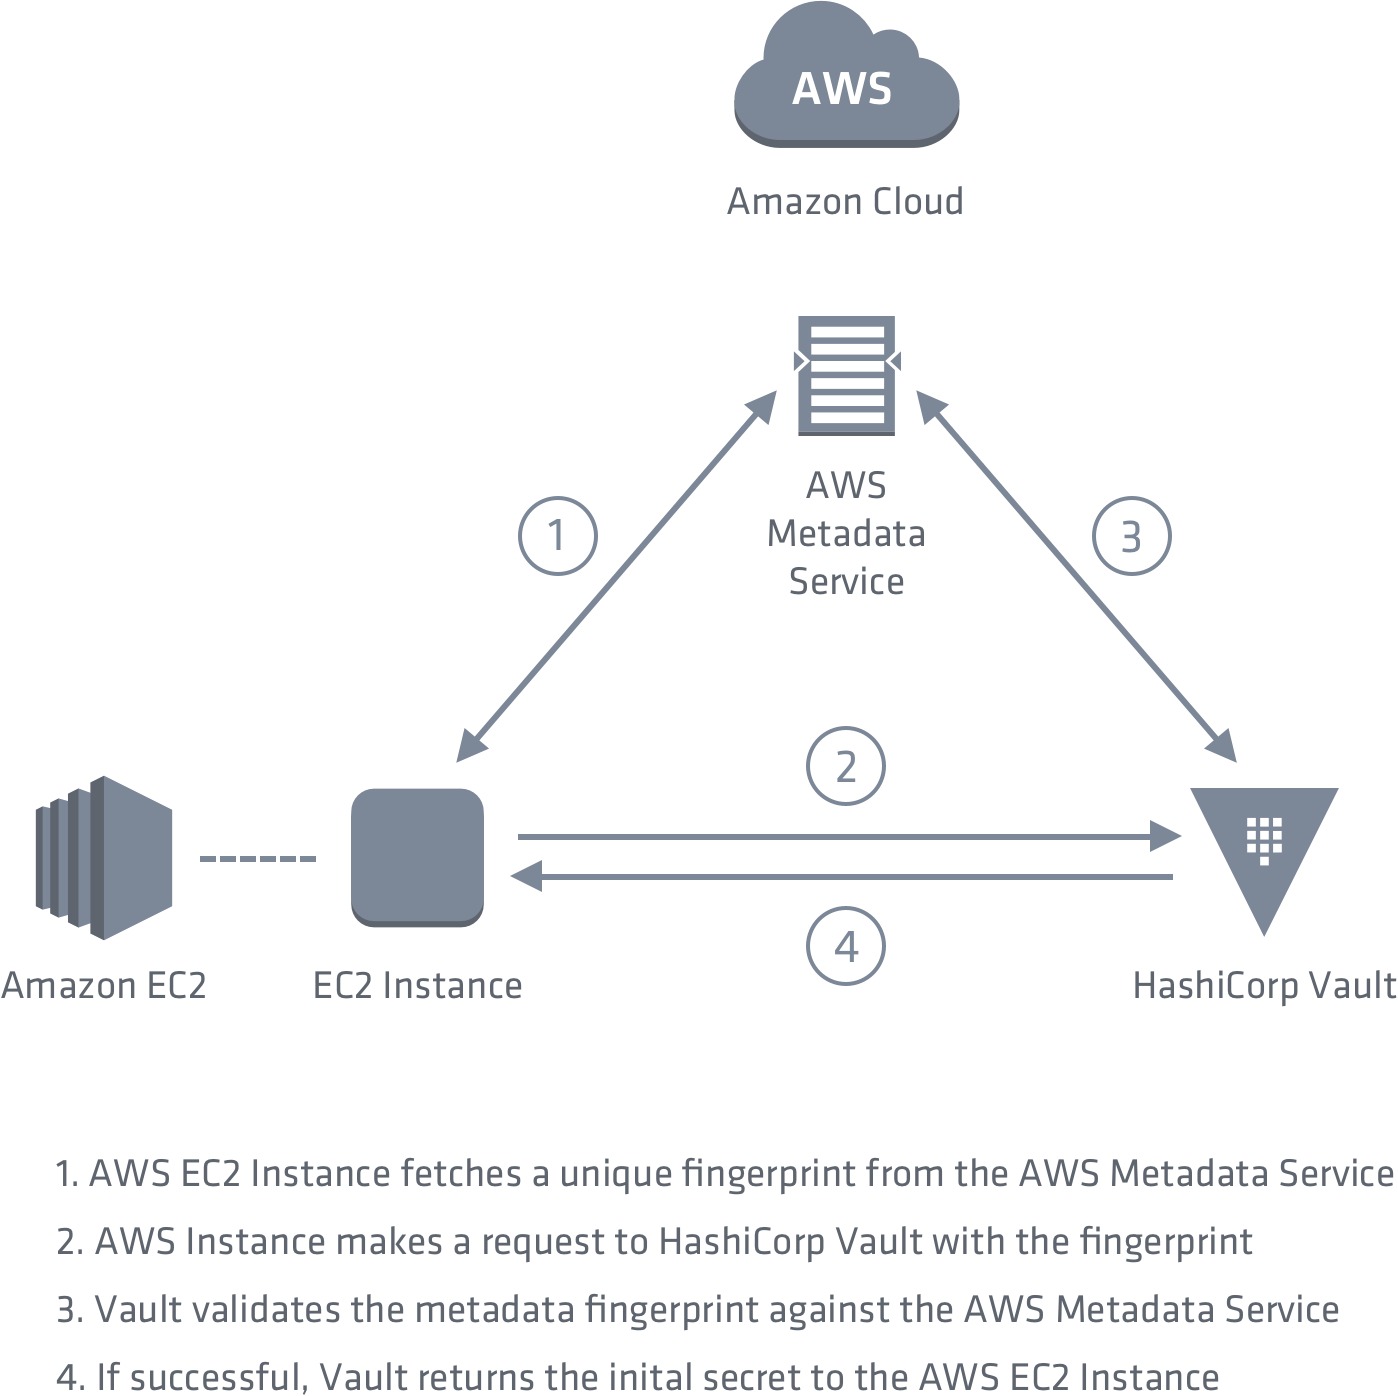 AWS
Amazon Cloud
AWS
Metadata
Service
1
3
2
4
Amazon EC2
EC2 Instance
HashiCorp Vault
1. AWS EC2 Instance fetches a unique fingerprint from the AWS Metadata Service
2. AWS Instance makes a request to HashiCorp Vault with the fingerprint
3. Vault validates the metadata fingerprint against the AWS Metadata Service
4. If successful, Vault returns the inital secret to the AWS EC2 Instance